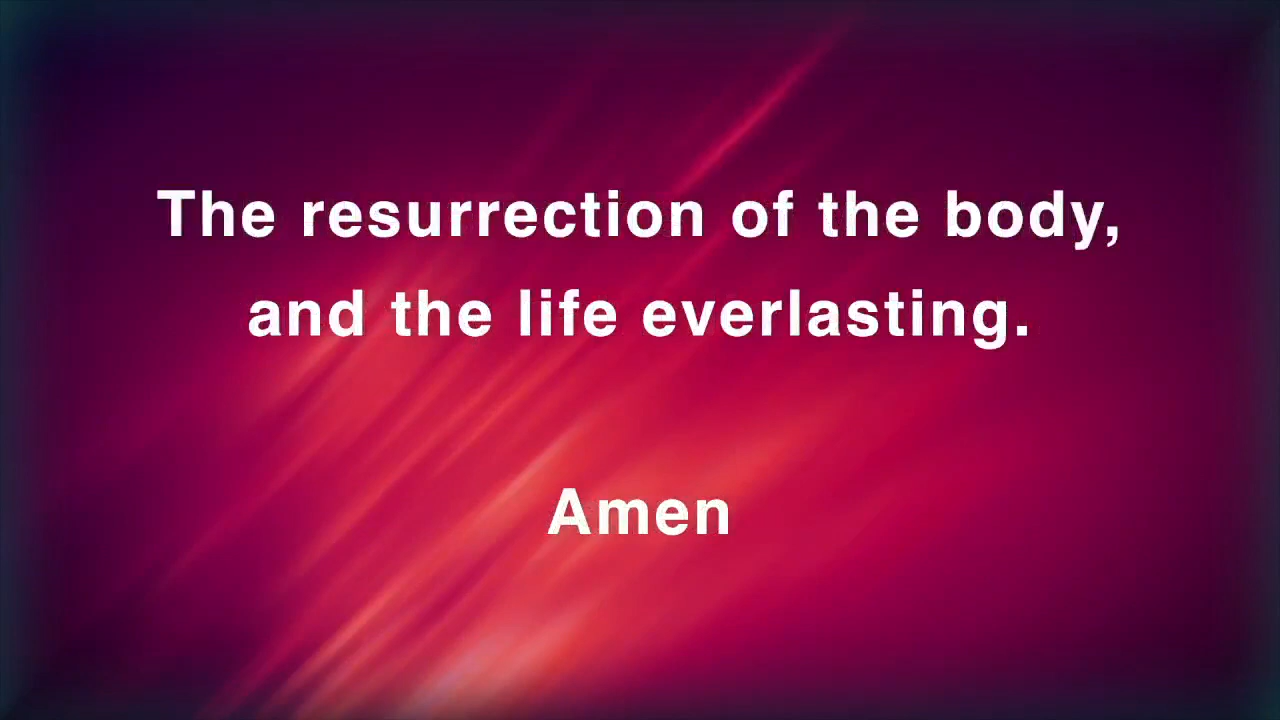 The resurrection of the body,
and the life everlasting.
Amen